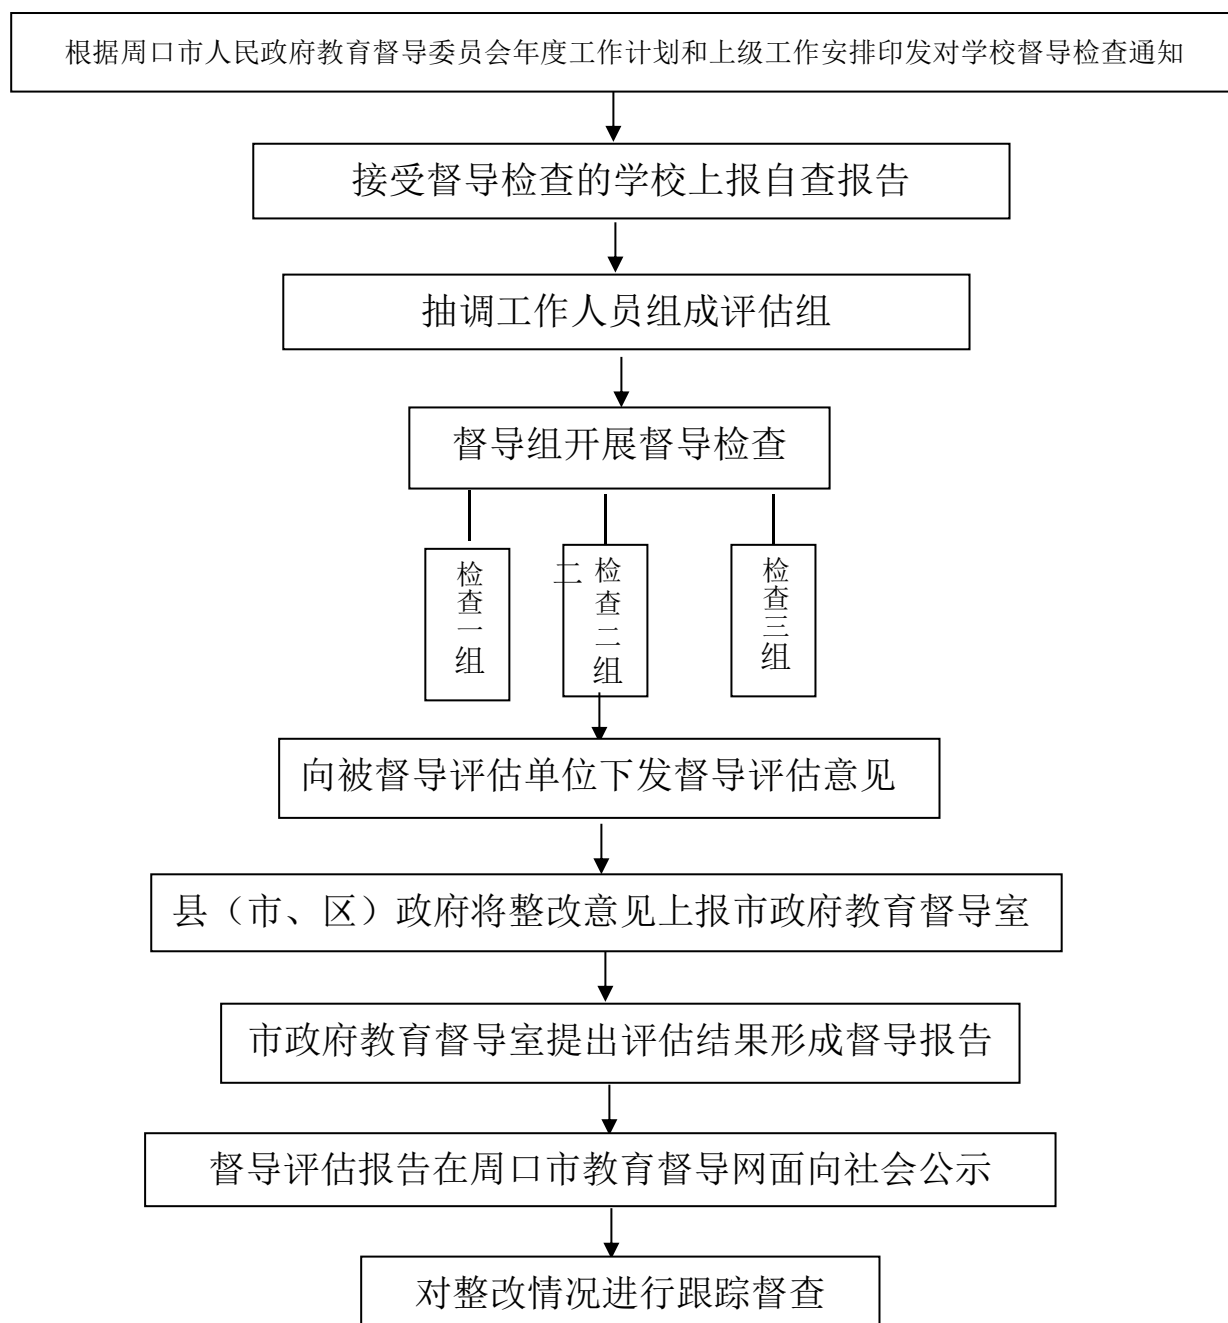 根据周口市人民政府教育督导委员会年度工作计划和上级工作安排印发对学校督导检查通知
接受督导检查的学校上报自查报告
抽调工作人员组成评估组
督导组开展督导检查
检查一组
二
检查二组
检查三组
向被督导评估单位下发督导评估意见
县（市、区）政府将整改意见上报市政府教育督导室
市政府教育督导室提出评估结果形成督导报告
督导评估报告在周口市教育督导网面向社会公示
对整改情况进行跟踪督查